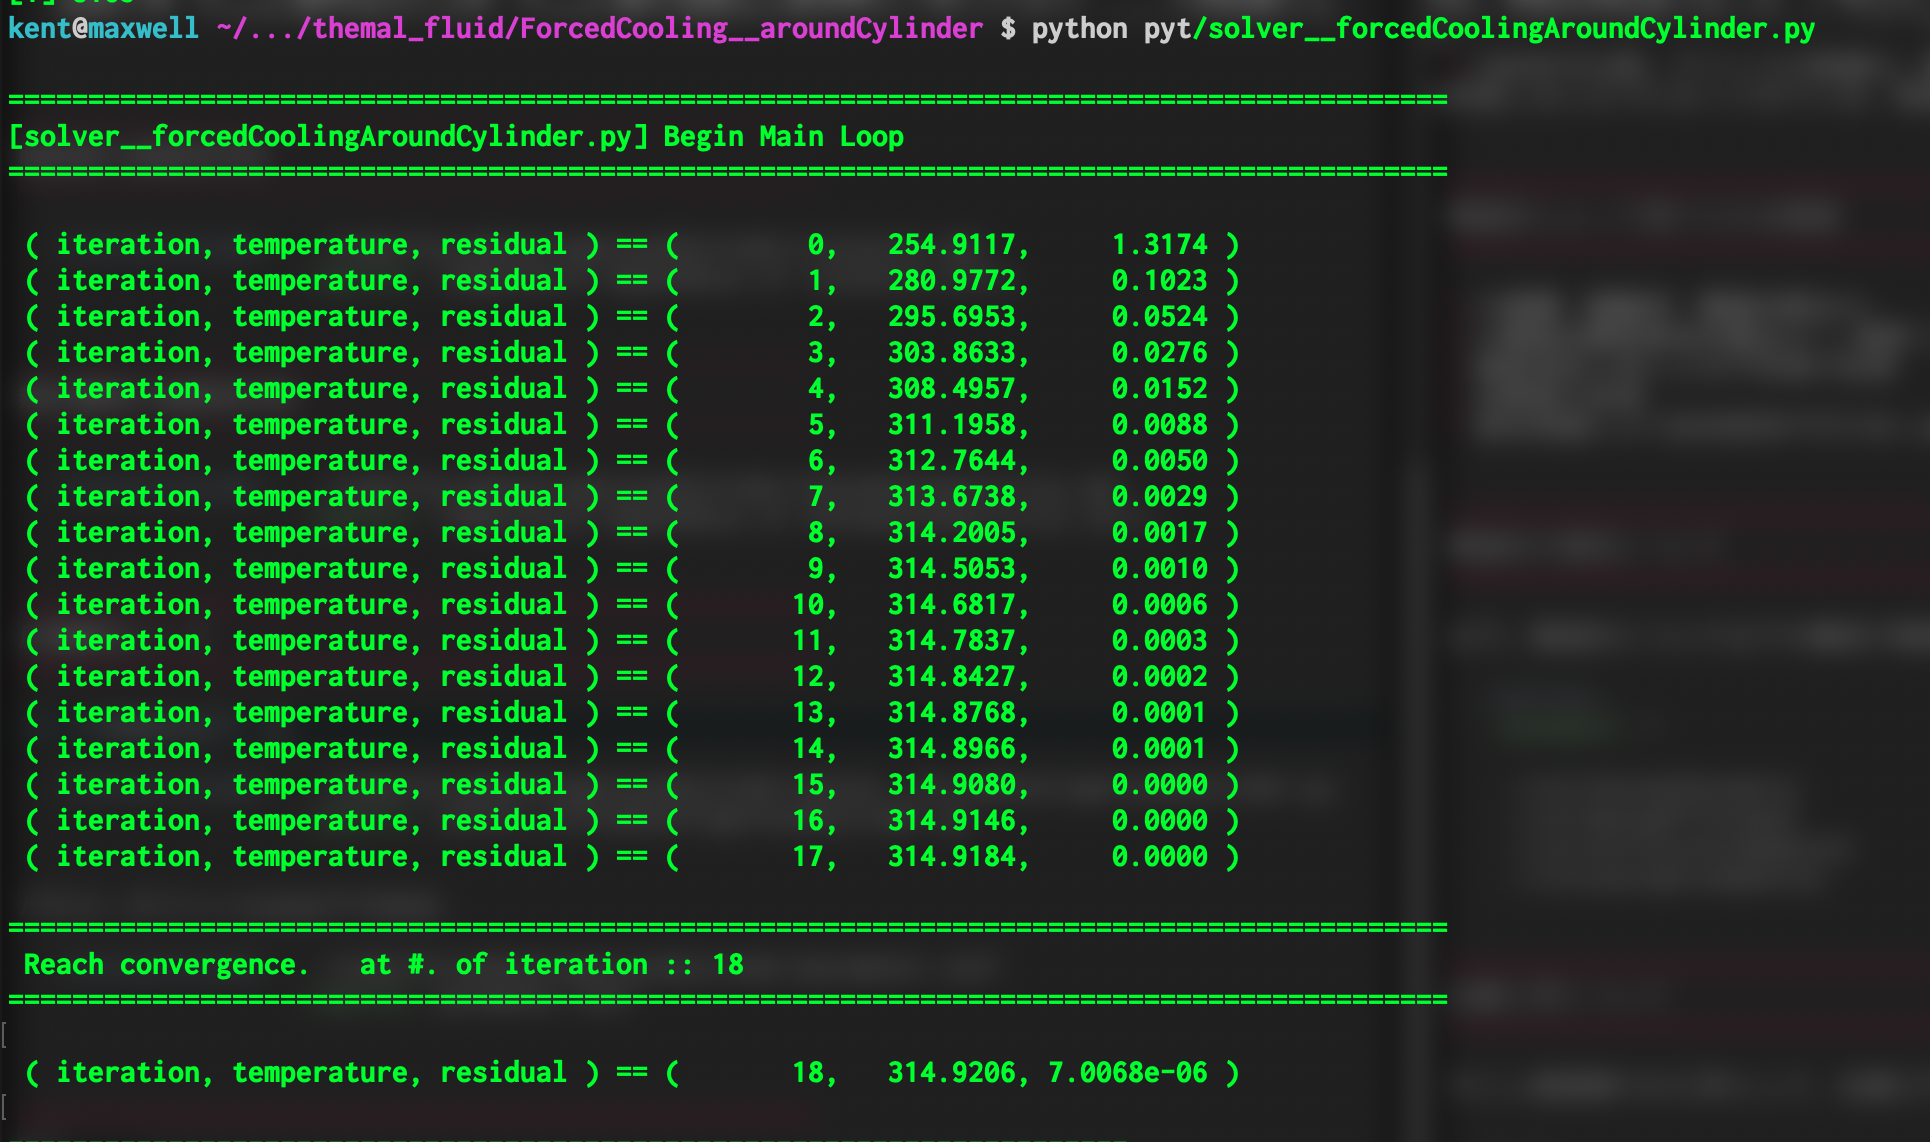 kent@maxwell ~/.../themal_fluid/ForcedCooling__aroundCylinder $ python pyt/solver__forcedCoolingAroundCylinder.py
==========================================================================================
[solver__forcedCoolingAroundCylinder.py] Begin Main Loop
==========================================================================================
( iteration, temperature, residual ) == (        0,   254.9117,     1.3174 )
( iteration, temperature, residual ) == (        1,   280.9772,     0.1023 )
( iteration, temperature, residual ) == (        2,   295.6953,     0.0524 )
( iteration, temperature, residual ) == (        3,   303.8633,     0.0276 )
( iteration, temperature, residual ) == (        4,   308.4957,     0.0152 )
( iteration, temperature, residual ) == (        5,   311.1958,     0.0088 )
( iteration, temperature, residual ) == (        6,   312.7644,     0.0050 )
( iteration, temperature, residual ) == (        7,   313.6738,     0.0029 )
( iteration, temperature, residual ) == (        8,   314.2005,     0.0017 )
( iteration, temperature, residual ) == (        9,   314.5053,     0.0010 )
( iteration, temperature, residual ) == (       10,   314.6817,     0.0006 )
( iteration, temperature, residual ) == (       11,   314.7837,     0.0003 )
( iteration, temperature, residual ) == (       12,   314.8427,     0.0002 )
( iteration, temperature, residual ) == (       13,   314.8768,     0.0001 )
( iteration, temperature, residual ) == (       14,   314.8966,     0.0001 )
( iteration, temperature, residual ) == (       15,   314.9080,     0.0000 )
( iteration, temperature, residual ) == (       16,   314.9146,     0.0000 )
( iteration, temperature, residual ) == (       17,   314.9184,     0.0000 )
==========================================================================================
Reach convergence.   at #. of iteration :: 18
==========================================================================================
( iteration, temperature, residual ) == (       18,   314.9206, 7.0068e-06 )